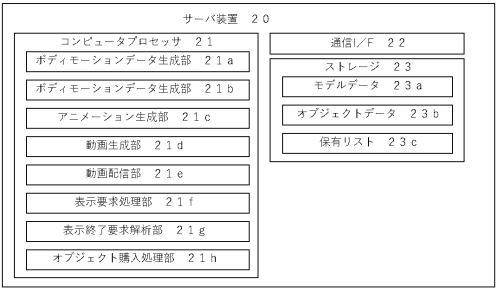 サーバ装置 20
コンピュータプロセッサ 21
ボディモーションデータ生成部 21a
ボディモーションデータ生成部 21b
アニメーション生成部 21c
動画生成部 21d
動画配信部 21e
表示要求処理部 21f
表示終了要求解析部 21g
オブジェクト購入処理部 21h
通信I/F 22
ストレージ 23
モデルデータ 23a
オブジェクトデータ 23b
保有リスト 23c